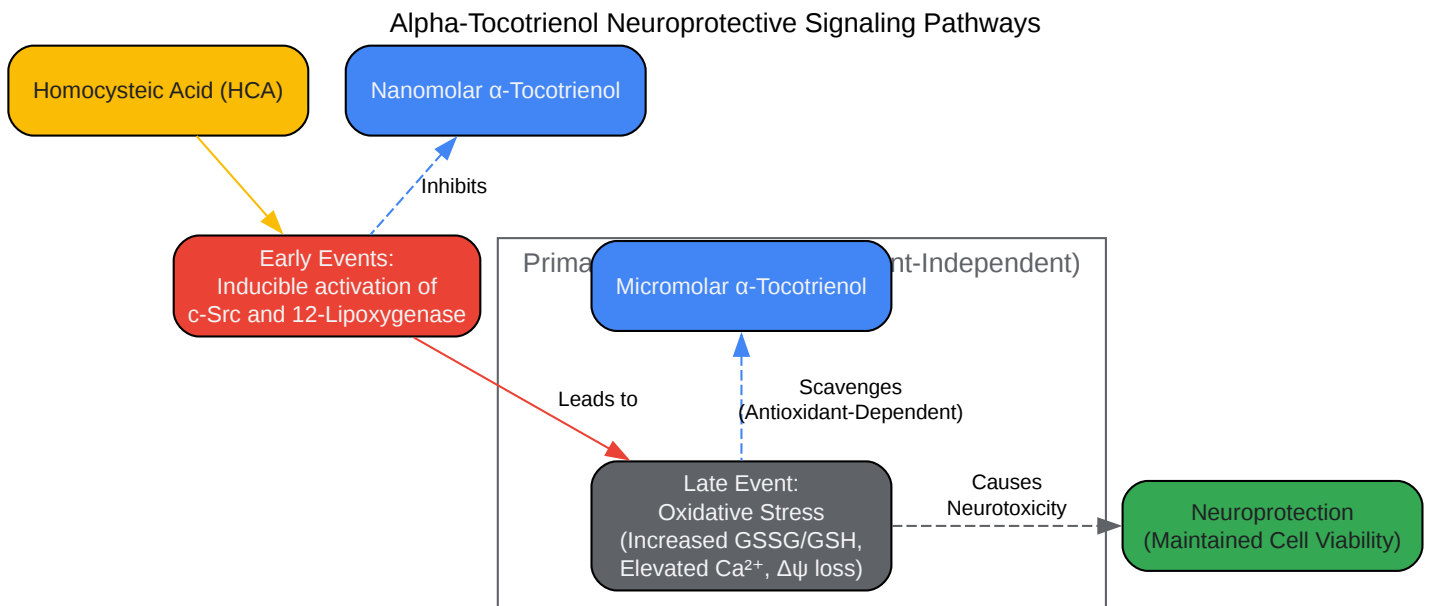 Alpha-Tocotrienol Neuroprotective Signaling Pathways
Homocysteic Acid (HCA)
Nanomolar α-Tocotrienol
Inhibits
Early Events:
Inducible activation of
c-Src and 12-Lipoxygenase
-Independent)
Micromolar α-Tocotrienol
Leads to
Scavenges
(Antioxidant-Dependent)
Late Event:
Oxidative Stress
(Increased GSSG/GSH,
Elevated Ca²⁺, Δψ loss)
Causes
Neurotoxicity
Neuroprotection
(Maintained Cell Viability)